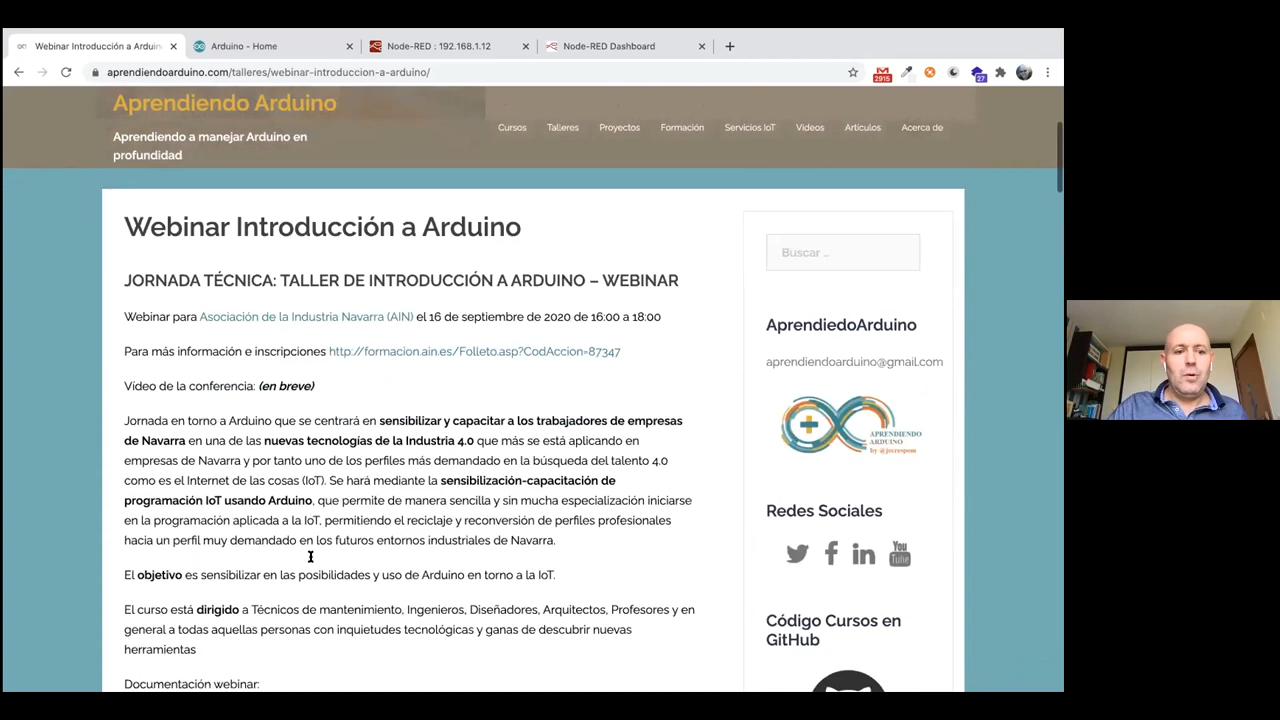 Webinar Introducción a Arduin
Arduino - Home
Node-RED : 192.168.1.12
Node-RED Dashboard
aprendiendoarduino.com/talleres/webinar-introduccion-a-arduino/
2915
27
Aprendiendo Arduino
Aprendiendo a manejar Arduino en
profundidad
Cursos Talleres Proyectos Formación Servicios IoT Videos Artículos Acerca de
Webinar Introducción a Arduino
JORNADA TÉCNICA: TALLER DE INTRODUCCIÓN A ARDUINO – WEBINAR
Webinar para Asociación de la Industria Navarra (AIN) el 16 de septiembre de 2020 de 16:00 a 18:00
Para más información e inscripciones http://formacion.ain.es/Folleto.asp?CodAccion=87347
Vídeo de la conferencia: (en breve)
Jornada en torno a Arduino que se centrará en sensibilizar y capacitar a los trabajadores de empresas
de Navarra en una de las nuevas tecnologías de la Industria 4.0 que más se está aplicando en
empresas de Navarra y por tanto uno de los perfiles más demandado en la búsqueda del talento 4.0
como es el Internet de las cosas (IoT). Se hará mediante la sensibilización-capacitación de
programación IoT usando Arduino, que permite de manera sencilla y sin mucha especialización iniciarse
en la programación aplicada a la IoT, permitiendo el reciclaje y reconversión de perfiles profesionales
hacia un perfil muy demandado en los futuros entornos industriales de Navarra.
El objetivo es sensibilizar en las posibilidades y uso de Arduino en torno a la IoT.
El curso está dirigido a Técnicos de mantenimiento, Ingenieros, Diseñadores, Arquitectos, Profesores y en
general a todas aquellas personas con inquietudes tecnológicas y ganas de descubrir nuevas
herramientas
Documentación webinar:
Buscar …
AprendiedoArduino
aprendiendoarduino@gmail.com
APRENDIENDO
ARDUINO
by @jecrespom
Redes Sociales
You
Tube
Código Cursos en
GitHub